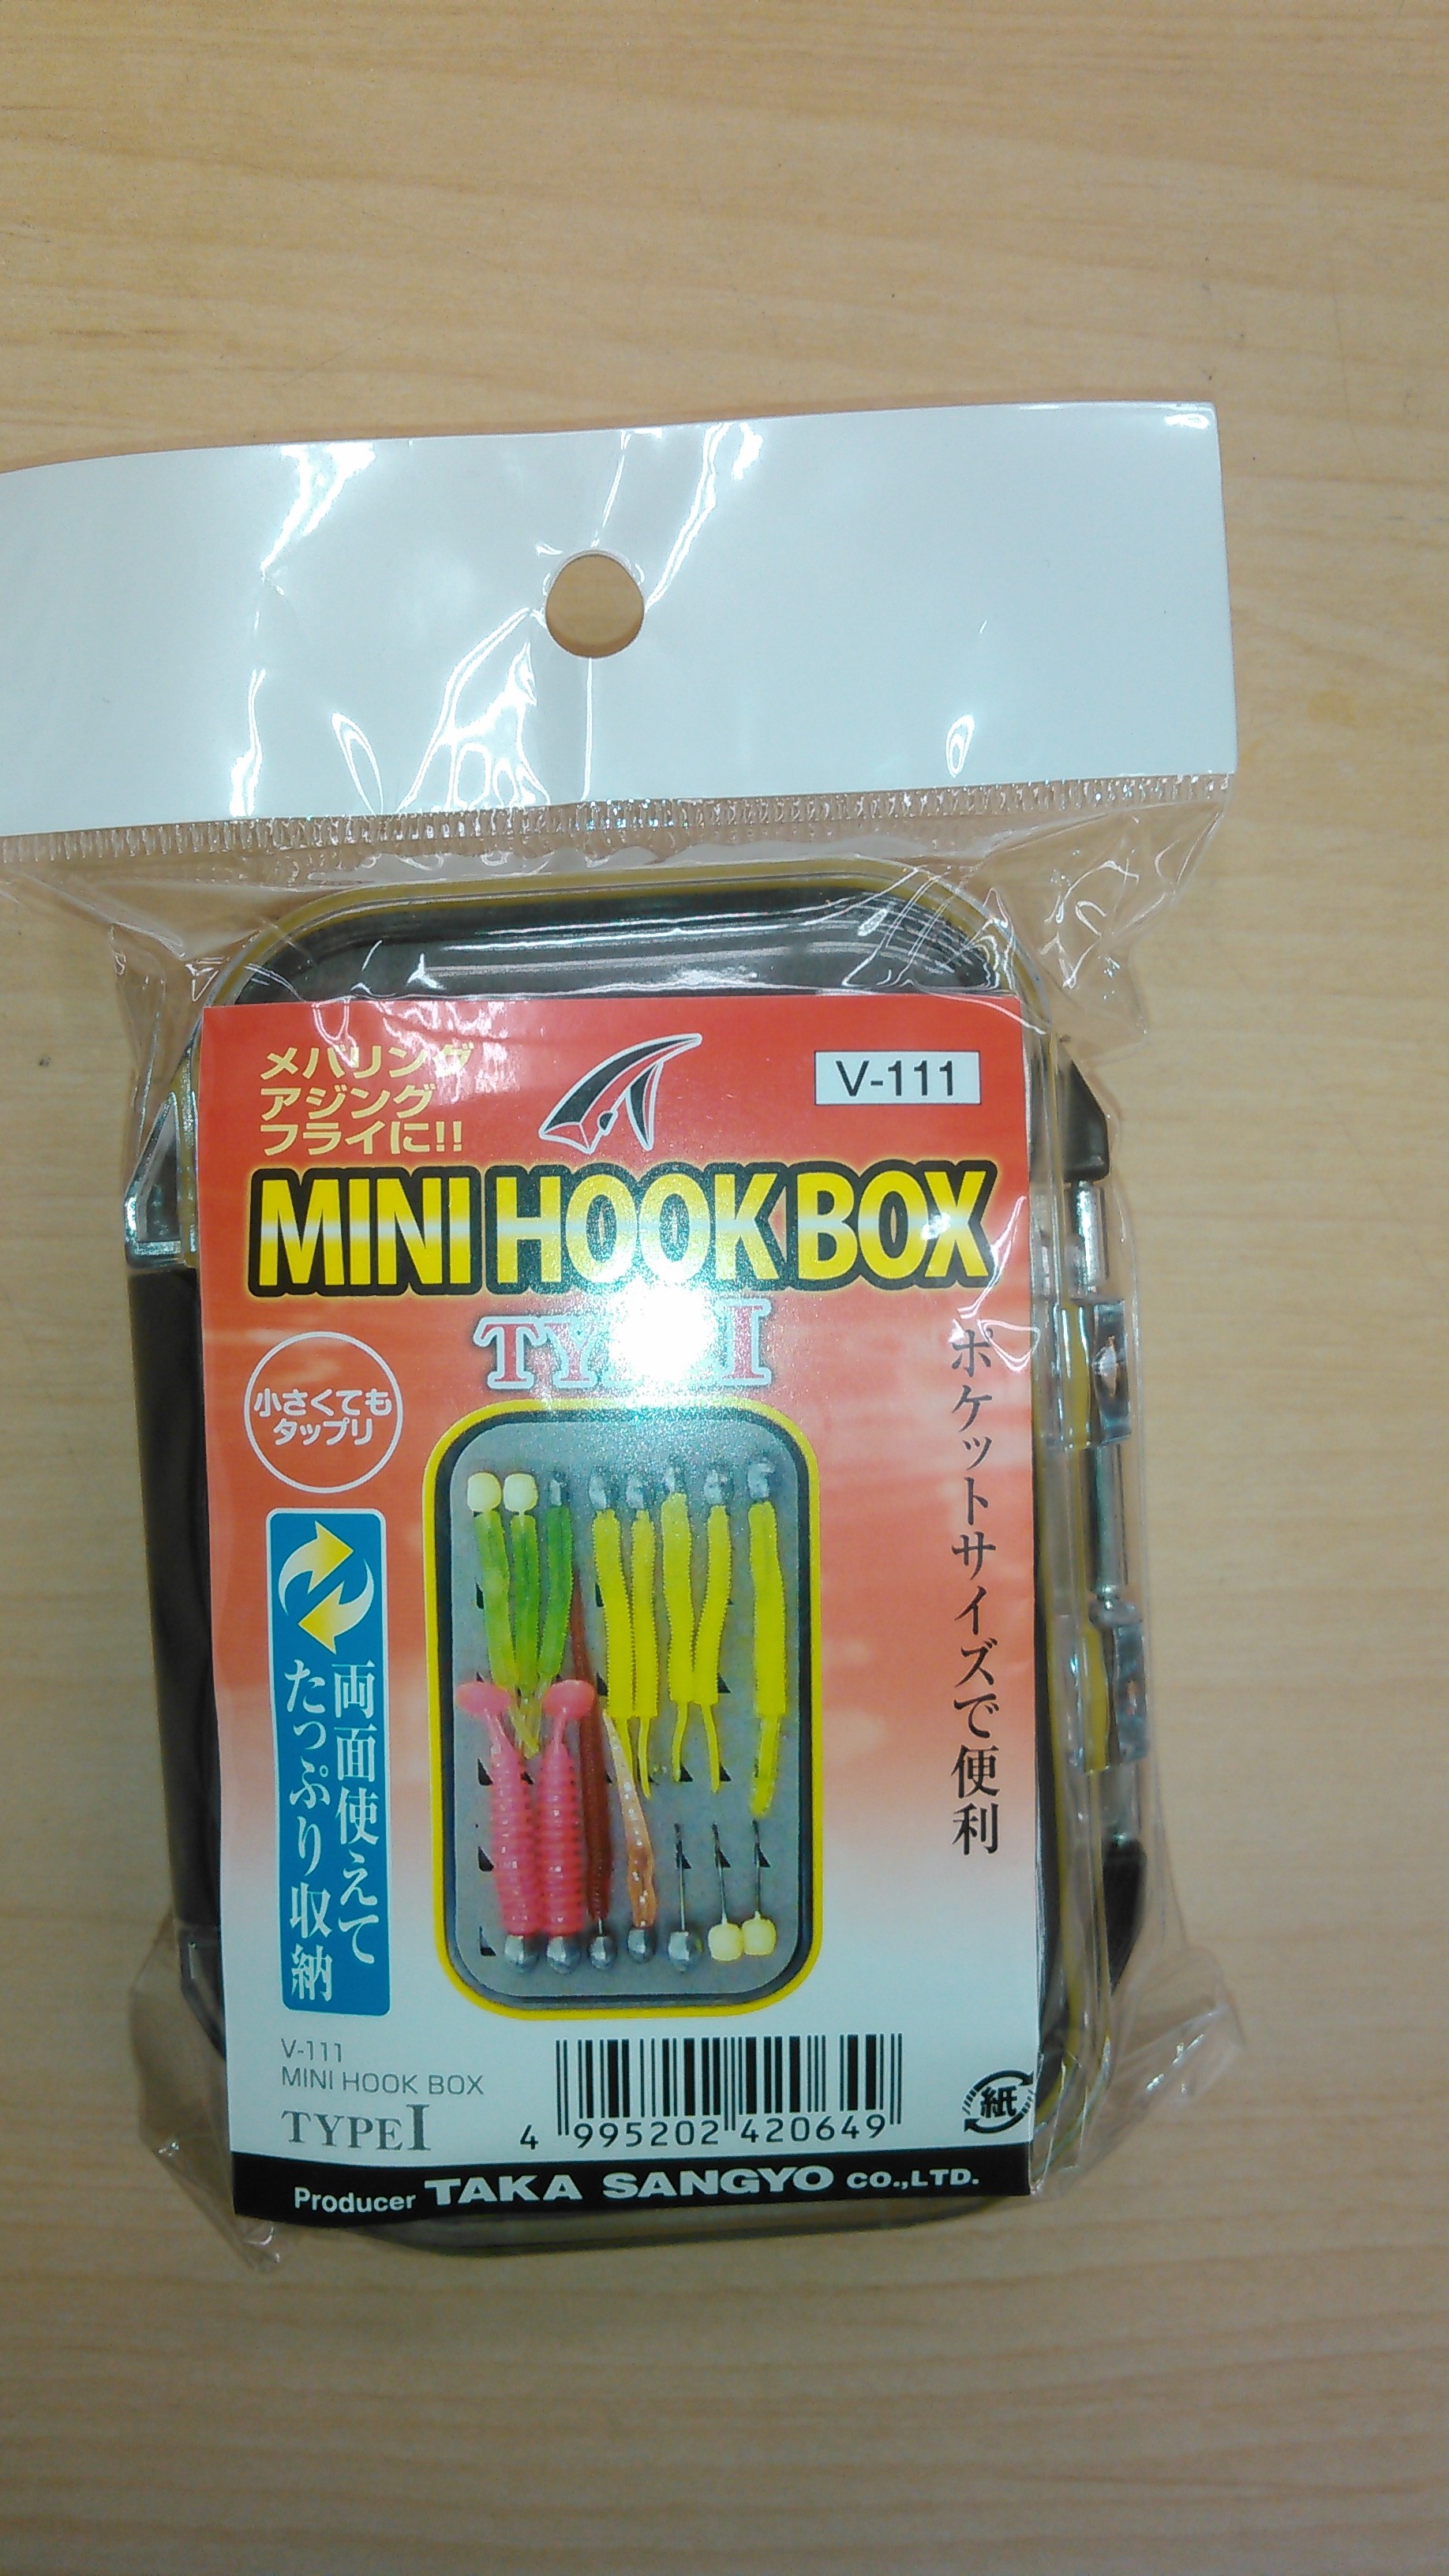 メバリング
アジング
フライに!!
V-111
MINI HOOK BOX
TYPE I
小さくても
タップリ
ポケットサイズで便利
両面使えて
たっぷり収納
V-111
MINI HOOK BOX
TYPE I
4 995202 420649
紙
Producer TAKA SANGYO CO.,LTD.